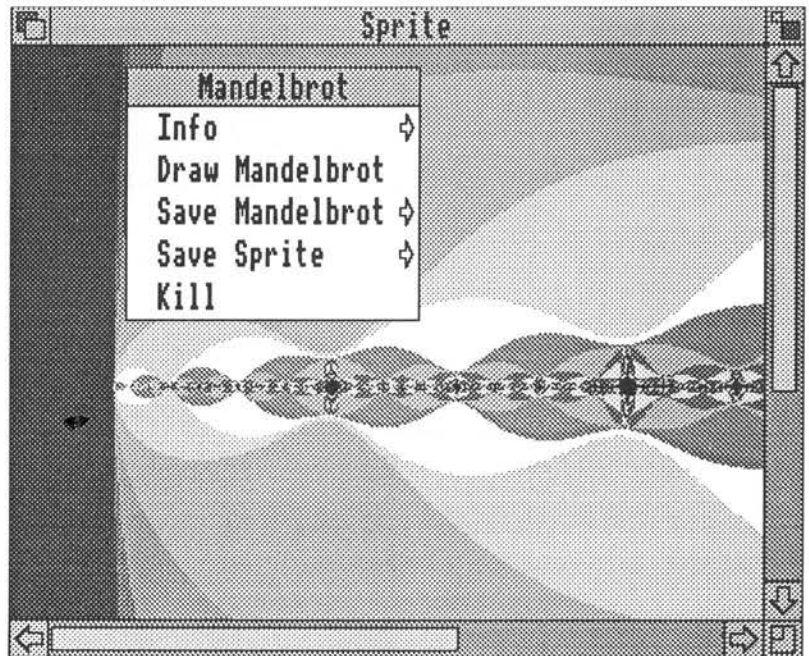 Sprite
Mandelbrot
Info
Draw Mandelbrot
Save Mandelbrot
Save Sprite
Kill